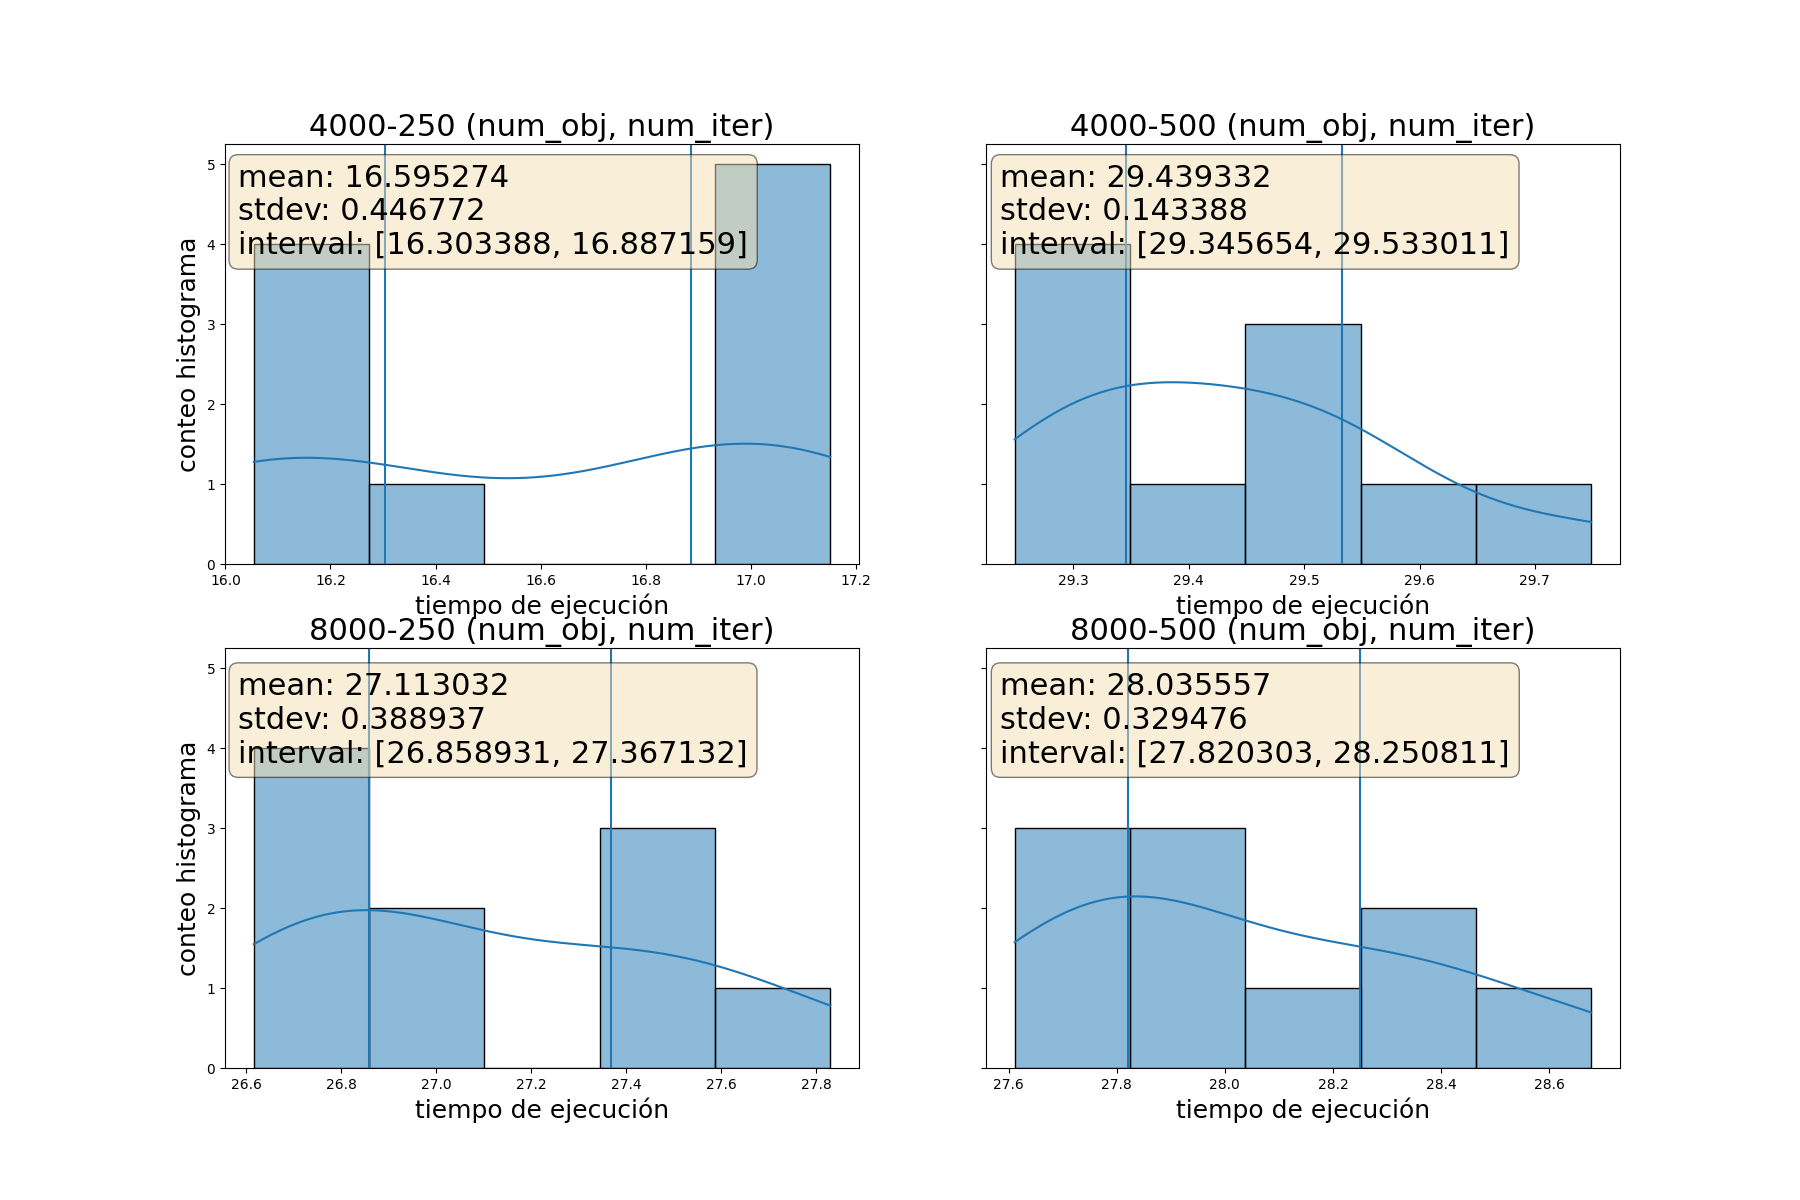 4000-250 (num_obj, num_iter)
mean: 16.595274
stdev: 0.446772
interval: [16.303388, 16.887159]
conteo histograma
5
4
3
2
1
0
16.0 16.2 16.4 16.6 16.8 17.0 17.2
tiempo de ejecución
4000-500 (num_obj, num_iter)
mean: 29.439332
stdev: 0.143388
interval: [29.345654, 29.533011]
29.3 29.4 29.5 29.6 29.7
tiempo de ejecución
8000-250 (num_obj, num_iter)
mean: 27.113032
stdev: 0.388937
interval: [26.858931, 27.367132]
conteo histograma
5
4
3
2
1
0
26.6 26.8 27.0 27.2 27.4 27.6 27.8
tiempo de ejecución
8000-500 (num_obj, num_iter)
mean: 28.035557
stdev: 0.329476
interval: [27.820303, 28.250811]
27.6 27.8 28.0 28.2 28.4 28.6
tiempo de ejecución